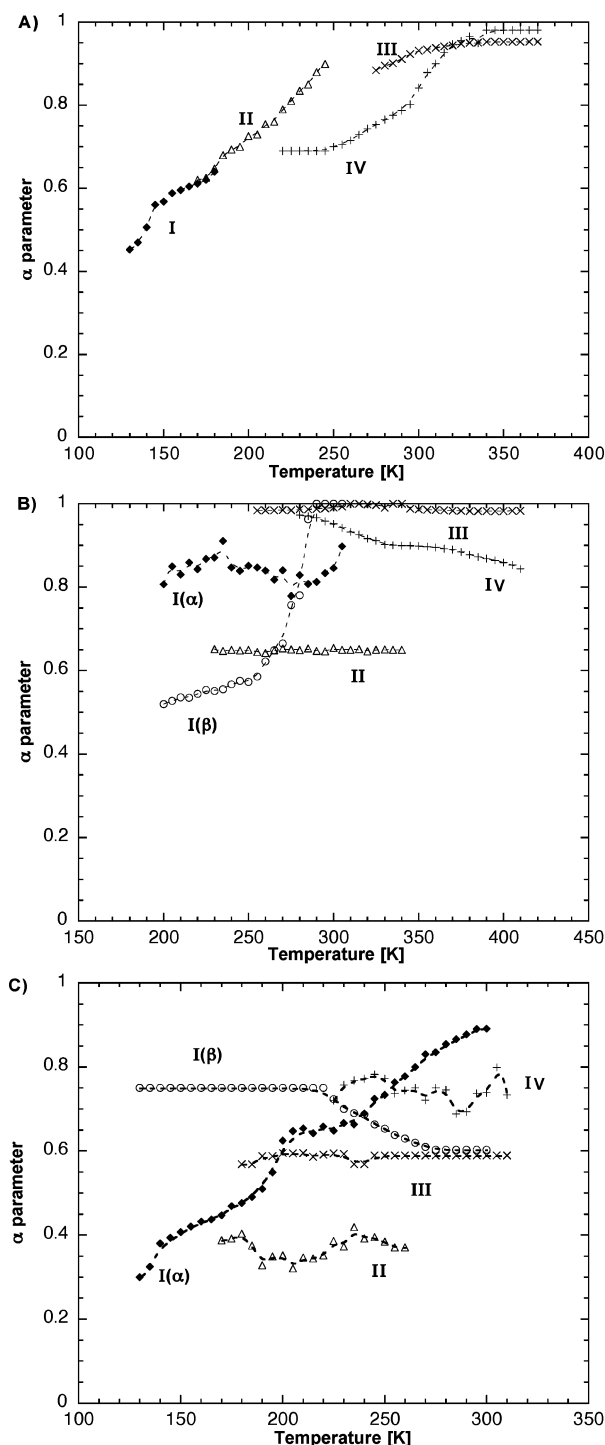 A)
1
0.8
0.6
0.4
0.2
0
α parameter
I
II
III
IV
100 150 200 250 300 350 400
Temperature [K]
B)
1
0.8
0.6
0.4
0.2
0
α parameter
I(α)
I(β)
II
III
IV
150 200 250 300 350 400 450
Temperature [K]
C)
1
0.8
0.6
0.4
0.2
0
α parameter
I(β)
I(α)
II
III
IV
100 150 200 250 300 350
Temperature [K]